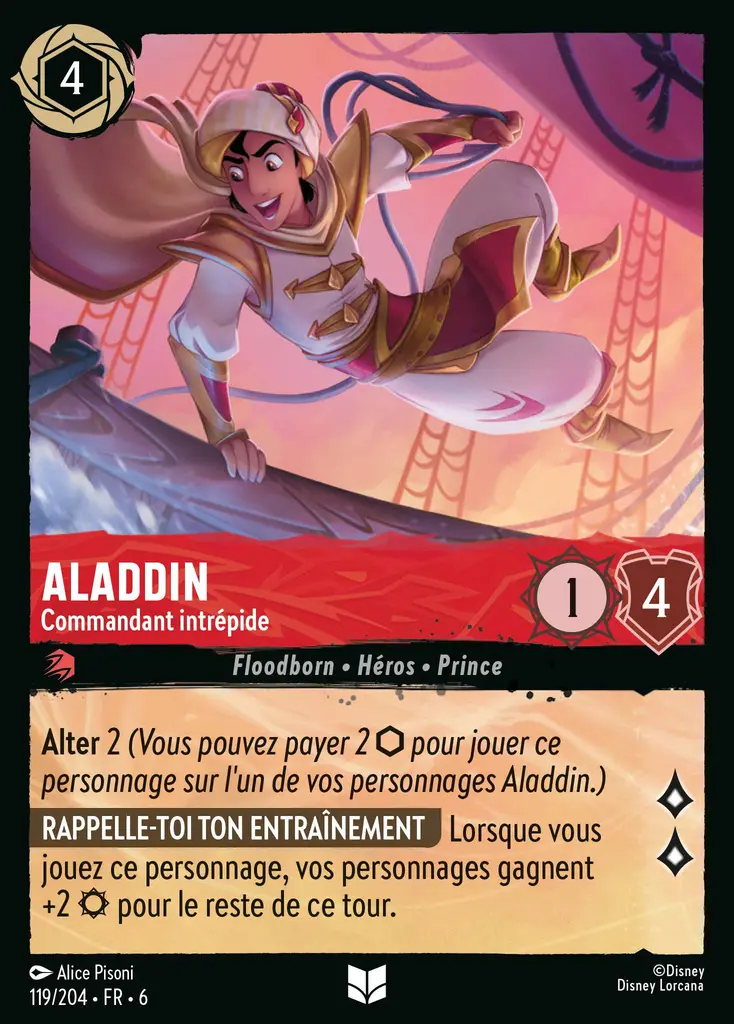 4
ALADDIN
Commandant intrépide
1
4
Floodborn • Héros • Prince
Alter 2 (Vous pouvez payer 2 ⬡ pour jouer ce
personnage sur l'un de vos personnages Aladdin.)
RAPPELLE-TOI TON ENTRAÎNEMENT Lorsque vous
jouez ce personnage, vos personnages gagnent
+2 ¤ pour le reste de ce tour.
Alice Pisoni
119/204 • FR • 6
©Disney
Disney Lorcana